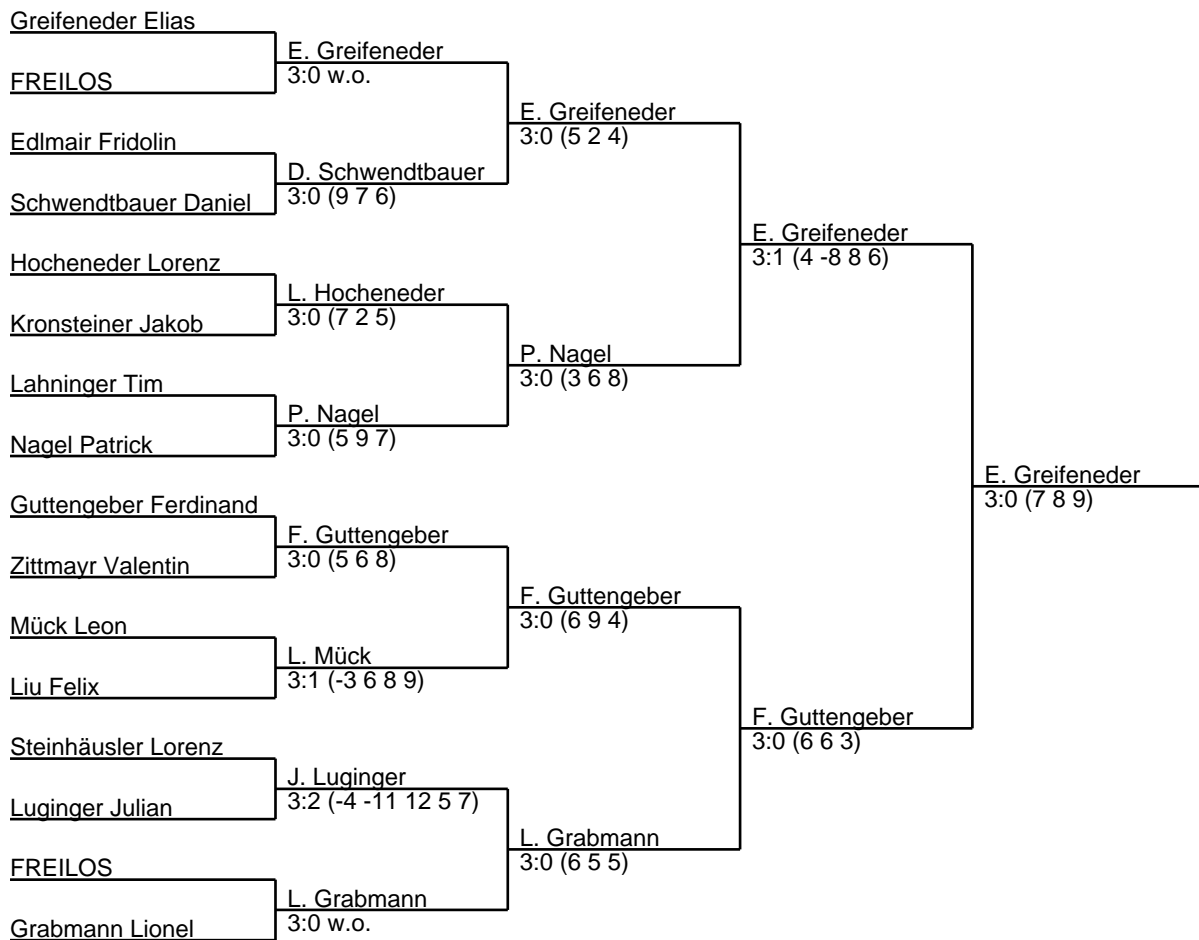 Greifeneder Elias
FREILOS
Edlmair Fridolin
Schwendtbauer Daniel
Hocheneder Lorenz
Kronsteiner Jakob
Lahninger Tim
Nagel Patrick
Guttengeber Ferdinand
Zittmayr Valentin
Mück Leon
Liu Felix
Steinhäusler Lorenz
Luginger Julian
FREILOS
Grabmann Lionel
E. Greifeneder
3:0 w.o.
D. Schwendtbauer
3:0 (9 7 6)
L. Hocheneder
3:0 (7 2 5)
P. Nagel
3:0 (5 9 7)
F. Guttengeber
3:0 (5 6 8)
L. Mück
3:1 (-3 6 8 9)
J. Luginger
3:2 (-4 -11 12 5 7)
L. Grabmann
3:0 w.o.
E. Greifeneder
3:0 (5 2 4)
P. Nagel
3:0 (3 6 8)
F. Guttengeber
3:0 (6 9 4)
L. Grabmann
3:0 (6 5 5)
E. Greifeneder
3:1 (4 -8 8 6)
F. Guttengeber
3:0 (6 6 3)
E. Greifeneder
3:0 (7 8 9)